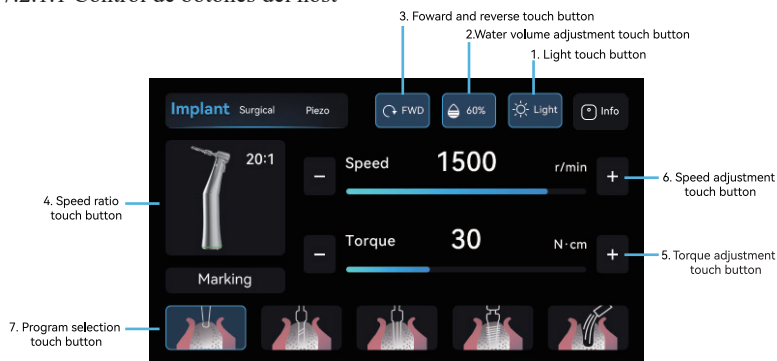 7.2.1.1 Control de botones del host
3. Foward and reverse touch button
2.Water volume adjustment touch button
1. Light touch button
Implant Surgical Piezo
FWD
60%
Light
Info
20:1
Speed 1500 r/min
−
+
6. Speed adjustment
touch button
4. Speed ratio
touch button
Torque 30 N·cm
−
+
5. Torque adjustment
touch button
Marking
7. Program selection
touch button